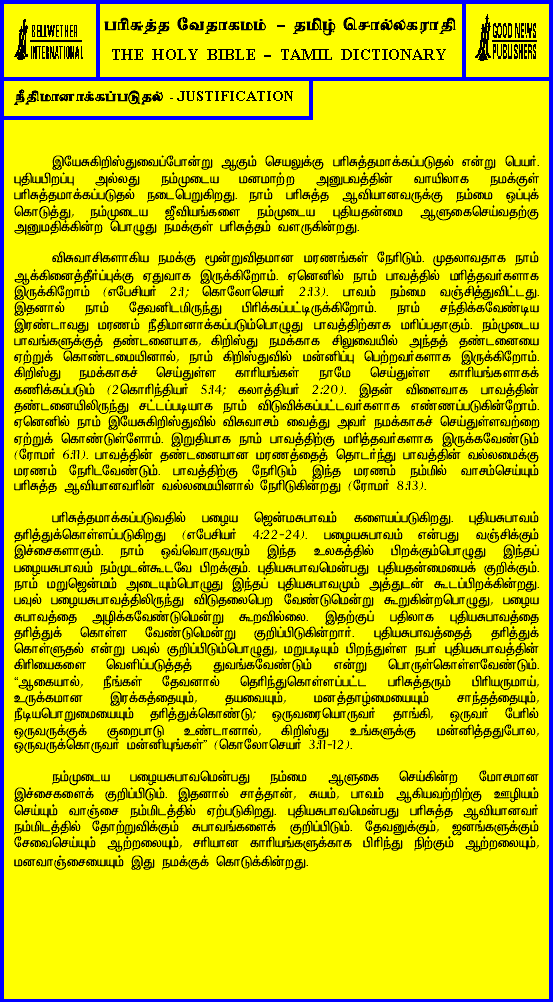 BELLWETHER
INTERNATIONAL
பரிசுத்த வேதாகமம் – தமிழ் சொல்லகராதி
THE HOLY BIBLE – TAMIL DICTIONARY
GOOD NEWS
PUBLISHERS
நீதிமானாக்கப்படுதல் - JUSTIFICATION
இயேசுகிறிஸ்துவைப்போன்று ஆகும் செயலுக்கு பரிசுத்தமாக்கப்படுதல் என்று பெயர்.
புதியபிறப்பு அல்லது நம்முடைய மனமாற்ற அனுபவத்தின் வாயிலாக நமக்குள்
பரிசுத்தமாக்கப்படுதல் நடைபெறுகிறது. நாம் பரிசுத்த ஆவியானவருக்கு நம்மை ஒப்புக்
கொடுத்து, நம்முடைய ஜீவியங்களை நம்முடைய புதியதன்மை ஆளுகைசெய்வதற்கு
அனுமதிக்கின்ற பொழுது நமக்குள் பரிசுத்தம் வளருகின்றது.
விசுவாசிகளாகிய நமக்கு மூன்றுவிதமான மரணங்கள் நேரிடும். முதலாவதாக நாம்
ஆக்கினைத்தீர்ப்புக்கு ஏதுவாக இருக்கிறோம். ஏனெனில் நாம் பாவத்தில் மரித்தவர்களாக
இருக்கிறோம் (எபேசியர் 2:1; கொலோசெயர் 2:13). பாவம் நம்மை வஞ்சித்துவிட்டது.
இதனால் நாம் தேவனிடமிருந்து பிரிக்கப்பட்டிருக்கிறோம். நாம் சந்திக்கவேண்டிய
இரண்டாவது மரணம் நீதிமானாக்கப்படும்பொழுது பாவத்திற்காக மரிப்பதாகும். நம்முடைய
பாவங்களுக்குத் தண்டனையாக, கிறிஸ்து நமக்காக சிலுவையில் அந்தத் தண்டனையை
ஏற்றுக் கொண்டமையினால், நாம் கிறிஸ்துவில் மன்னிப்பு பெற்றவர்களாக இருக்கிறோம்.
கிறிஸ்து நமக்காகச் செய்துள்ள காரியங்கள் நாமே செய்துள்ள காரியங்களாகக்
கணிக்கப்படும் (2கொரிந்தியர் 5:14; கலாத்தியர் 2:20). இதன் விளைவாக பாவத்தின்
தண்டனையிலிருந்து சட்டப்படியாக நாம் விடுவிக்கப்பட்டவர்களாக எண்ணப்படுகின்றோம்.
ஏனெனில் நாம் இயேசுகிறிஸ்துவில் விசுவாசம் வைத்து அவர் நமக்காகச் செய்துள்ளவற்றை
ஏற்றுக் கொண்டுள்ளோம். இறுதியாக நாம் பாவத்திற்கு மரித்தவர்களாக இருக்கவேண்டும்
(ரோமர் 6:11). பாவத்தின் தண்டனையான மரணத்தைத் தொடர்ந்து பாவத்தின் வல்லமைக்கு
மரணம் நேரிடவேண்டும். பாவத்திற்கு நேரிடும் இந்த மரணம் நம்மில் வாசம்செய்யும்
பரிசுத்த ஆவியானவரின் வல்லமையினால் நேரிடுகின்றது (ரோமர் 8:13).
பரிசுத்தமாக்கப்படுவதில் பழைய ஜென்மசுபாவம் களையப்படுகிறது. புதியசுபாவம்
தரித்துக்கொள்ளப்படுகிறது (எபேசியர் 4:22-24). பழையசுபாவம் என்பது வஞ்சிக்கும்
இச்சைகளாகும். நாம் ஒவ்வொருவரும் இந்த உலகத்தில் பிறக்கும்பொழுது இந்தப்
பழையசுபாவம் நம்முடன்கூடவே பிறக்கும். புதியசுபாவமென்பது புதியதன்மையைக் குறிக்கும்.
நாம் மறுஜென்மம் அடையும்பொழுது இந்தப் புதியசுபாவமும் அத்துடன் கூடப்பிறக்கின்றது.
பவுல் பழையசுபாவத்திலிருந்து விடுதலைபெற வேண்டுமென்று கூறுகின்றபொழுது, பழைய
சுபாவத்தை அழிக்கவேண்டுமென்று கூறவில்லை. இதற்குப் பதிலாக புதியசுபாவத்தை
தரித்துக் கொள்ள வேண்டுமென்று குறிப்பிடுகின்றார். புதியசுபாவத்தைத் தரித்துக்
கொள்ளுதல் என்று பவுல் குறிப்பிடும்பொழுது, மறுபடியும் பிறந்துள்ள நபர் புதியசுபாவத்தின்
கிரியைகளை வெளிப்படுத்தத் துவங்கவேண்டும் என்று பொருள்கொள்ளவேண்டும்.
“ஆகையால், நீங்கள் தேவனால் தெரிந்துகொள்ளப்பட்ட பரிசுத்தரும் பிரியருமாய்,
உருக்கமான இரக்கத்தையும், தயவையும், மனத்தாழ்மையையும் சாந்தத்தையும்,
நீடியபொறுமையையும் தரித்துக்கொண்டு; ஒருவரையொருவர் தாங்கி, ஒருவர் பேரில்
ஒருவருக்குக் குறைபாடு உண்டானால், கிறிஸ்து உங்களுக்கு மன்னித்ததுபோல,
ஒருவருக்கொருவர் மன்னியுங்கள்” (கொலோசெயர் 3:11-12).
நம்முடைய பழையசுபாவமென்பது நம்மை ஆளுகை செய்கின்ற மோசமான
இச்சைகளைக் குறிப்பிடும். இதனால் சாத்தான், சுயம், பாவம் ஆகியவற்றிற்கு ஊழியம்
செய்யும் வாஞ்சை நம்மிடத்தில் ஏற்படுகிறது. புதியசுபாவமென்பது பரிசுத்த ஆவியானவர்
நம்மிடத்தில் தோற்றுவிக்கும் சுபாவங்களைக் குறிப்பிடும். தேவனுக்கும், ஜனங்களுக்கும்
சேவைசெய்யும் ஆற்றலையும், சரியான காரியங்களுக்காக பிரிந்து நிற்கும் ஆற்றலையும்,
மனவாஞ்சையையும் இது நமக்குக் கொடுக்கின்றது.